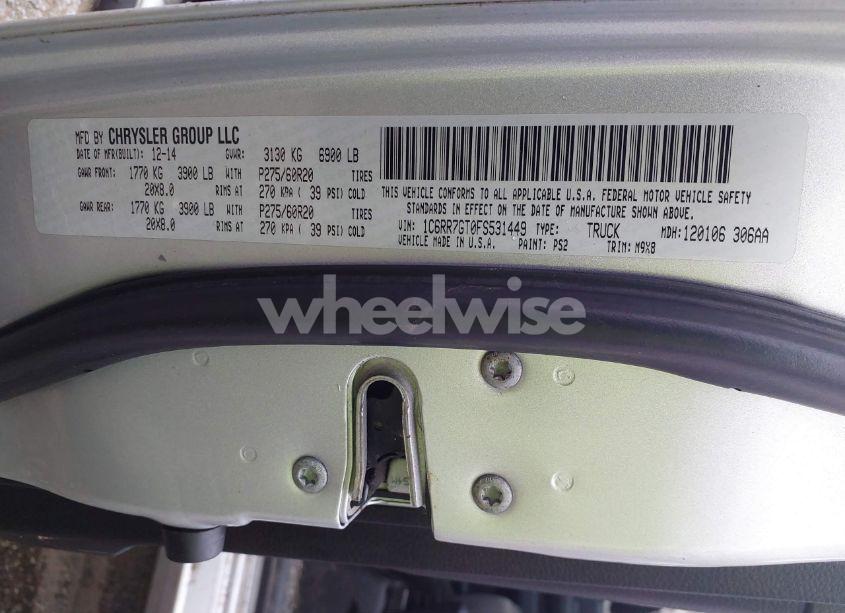 MFD BY CHRYSLER GROUP LLC
DATE OF MFR(BUILT): 12-14 GVWR: 3130 KG 6900 LB
GAWR FRONT: 1770 KG 3900 LB WITH P275/60R20 TIRES
20X8.0 RIMS AT 270 KPA ( 39 PSI) COLD
GAWR REAR: 1770 KG 3900 LB WITH P275/60R20 TIRES
20X8.0 RIMS AT 270 KPA ( 39 PSI) COLD
THIS VEHICLE CONFORMS TO ALL APPLICABLE U.S.A. FEDERAL MOTOR VEHICLE SAFETY
STANDARDS IN EFFECT ON THE DATE OF MANUFACTURE SHOWN ABOVE.
VIN: 1C6RR7GT0FS531449 TYPE: TRUCK MDH: 120106 306AA
VEHICLE MADE IN U.S.A. PAINT: PS2 TRIM: M9X8
wheelwise